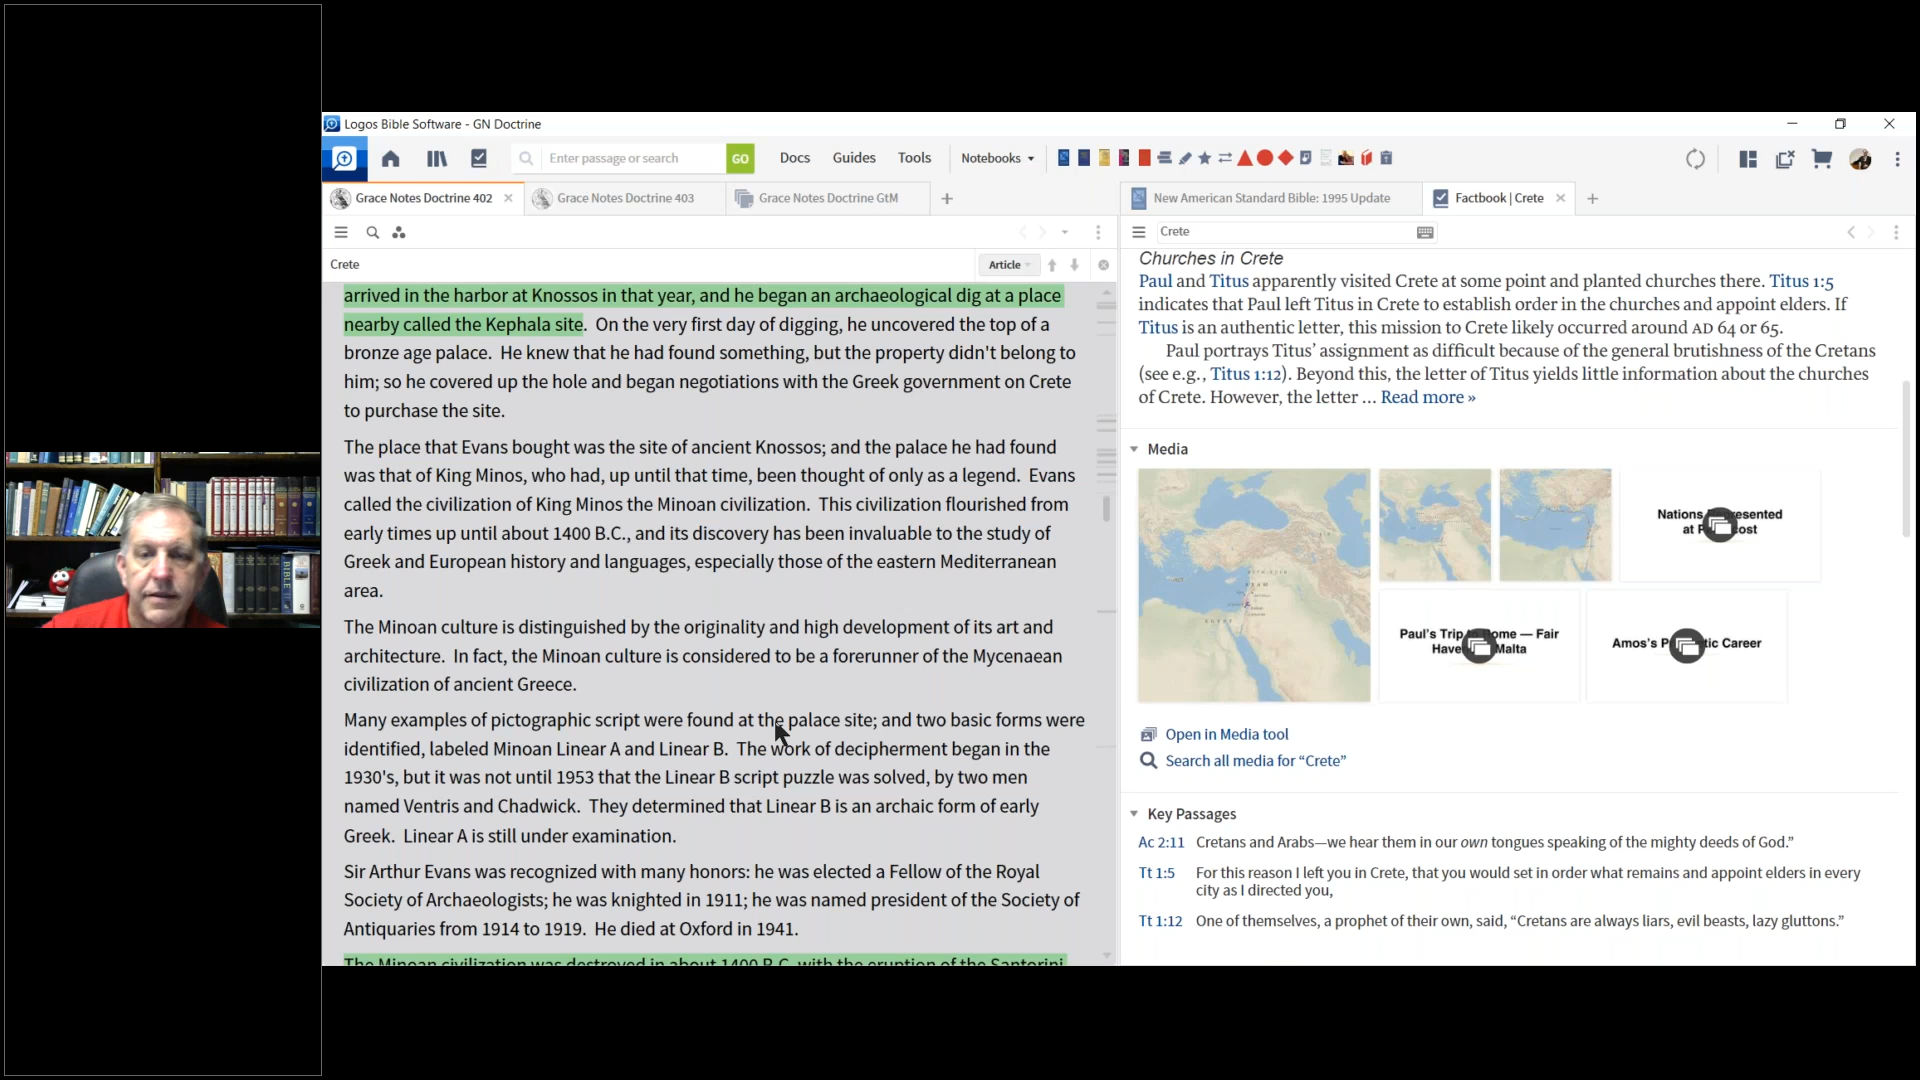 Logos Bible Software - GN Doctrine
Enter passage or search
GO
Docs
Guides
Tools
Notebooks
Grace Notes Doctrine 402
Grace Notes Doctrine 403
Grace Notes Doctrine GtM
Crete
Article
arrived in the harbor at Knossos in that year, and he began an archaeological dig at a place
nearby called the Kephala site.  On the very first day of digging, he uncovered the top of a
bronze age palace.  He knew that he had found something, but the property didn't belong to
him; so he covered up the hole and began negotiations with the Greek government on Crete
to purchase the site.
The place that Evans bought was the site of ancient Knossos; and the palace he had found
was that of King Minos, who had, up until that time, been thought of only as a legend.  Evans
called the civilization of King Minos the Minoan civilization.  This civilization flourished from
early times up until about 1400 B.C., and its discovery has been invaluable to the study of
Greek and European history and languages, especially those of the eastern Mediterranean
area.
The Minoan culture is distinguished by the originality and high development of its art and
architecture.  In fact, the Minoan culture is considered to be a forerunner of the Mycenaean
civilization of ancient Greece.
Many examples of pictographic script were found at the palace site; and two basic forms were
identified, labeled Minoan Linear A and Linear B.  The work of decipherment began in the
1930's, but it was not until 1953 that the Linear B script puzzle was solved, by two men
named Ventris and Chadwick.  They determined that Linear B is an archaic form of early
Greek.  Linear A is still under examination.
Sir Arthur Evans was recognized with many honors: he was elected a Fellow of the Royal
Society of Archaeologists; he was knighted in 1911; he was named president of the Society of
Antiquaries from 1914 to 1919.  He died at Oxford in 1941.
The Minoan civilization was destroyed in about 1400 B.C. with the eruption of the Santorini
New American Standard Bible: 1995 Update
Factbook | Crete
Crete
Churches in Crete
Paul and Titus apparently visited Crete at some point and planted churches there. Titus 1:5
indicates that Paul left Titus in Crete to establish order in the churches and appoint elders. If
Titus is an authentic letter, this mission to Crete likely occurred around AD 64 or 65.
Paul portrays Titus’ assignment as difficult because of the general brutishness of the Cretans
(see e.g., Titus 1:12). Beyond this, the letter of Titus yields little information about the churches
of Crete. However, the letter ... Read more »
Media
Nations
at
Paul's Trip Rome — Fair
Malta
Amos's Career
Open in Media tool
Search all media for “Crete”
Key Passages
Ac 2:11 Cretans and Arabs—we hear them in our own tongues speaking of the mighty deeds of God.”
Tt 1:5 For this reason I left you in Crete, that you would set in order what remains and appoint elders in every
city as I directed you,
Tt 1:12 One of themselves, a prophet of their own, said, “Cretans are always liars, evil beasts, lazy gluttons.”
BIBLE